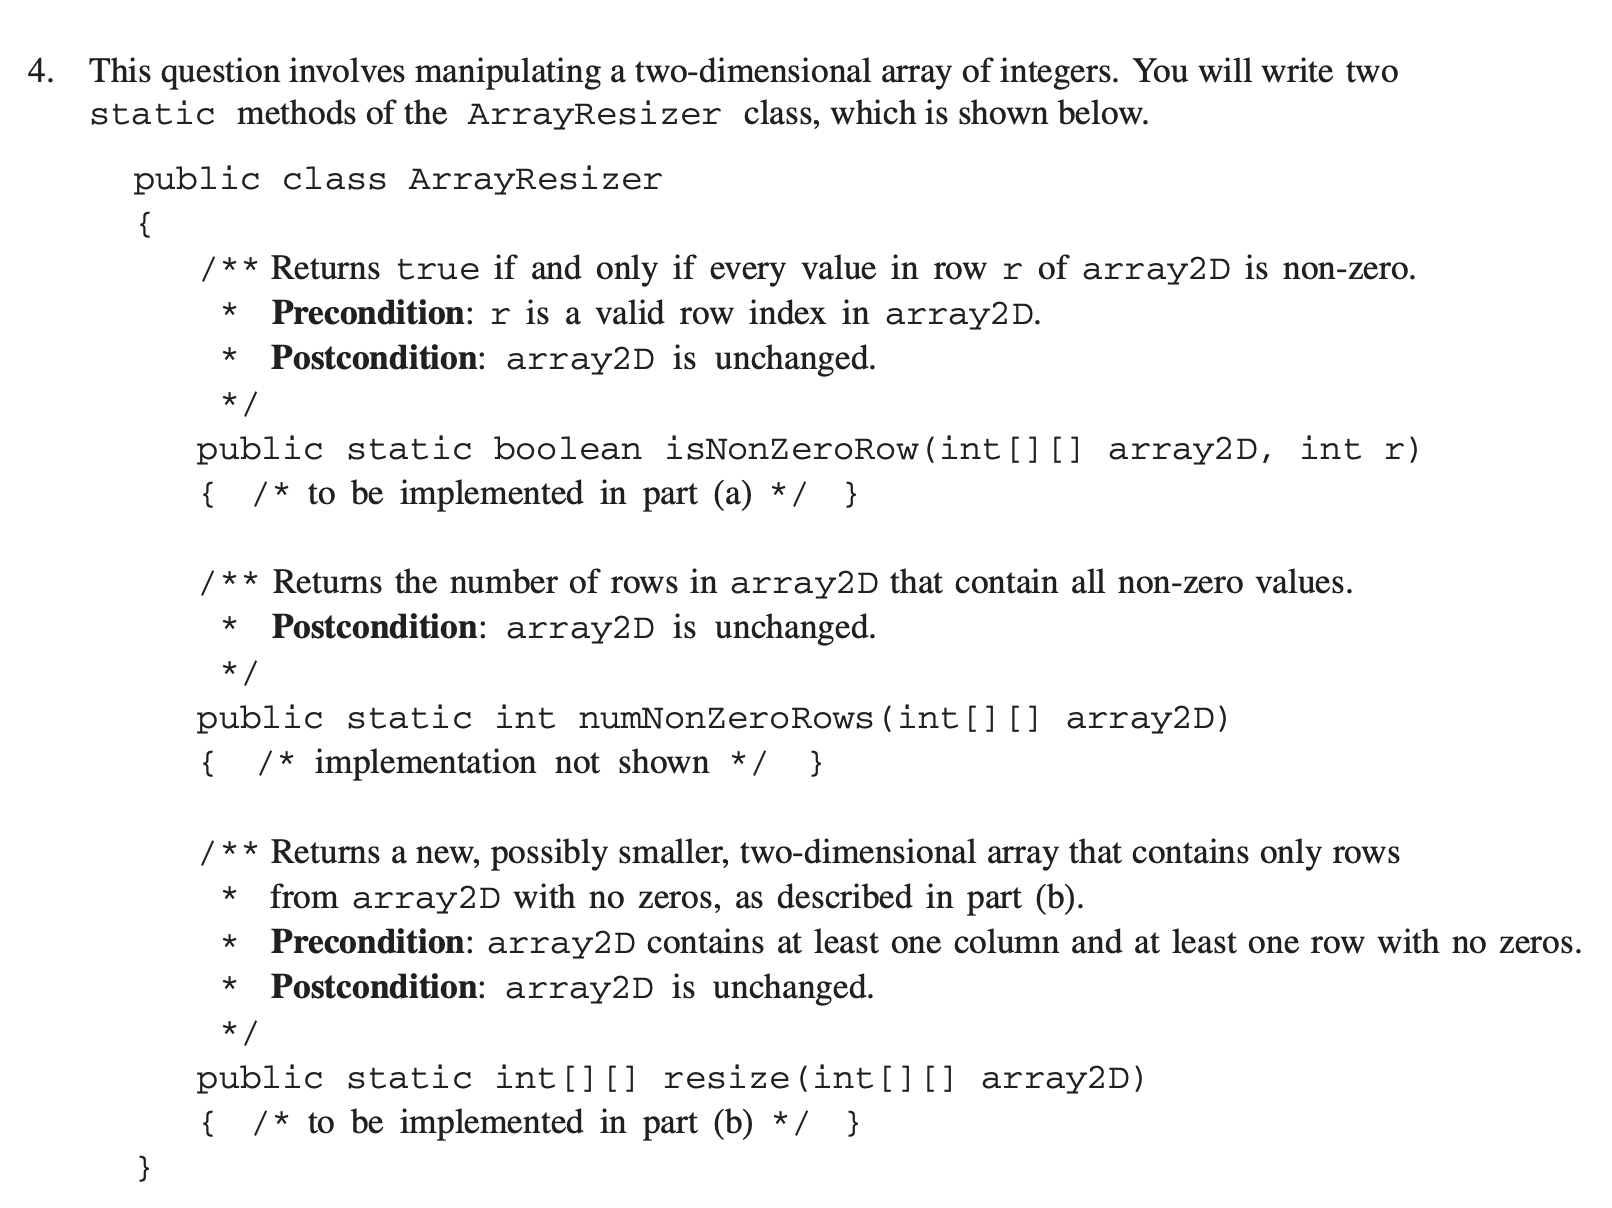 4. This question involves manipulating a two-dimensional array of integers. You will write two
static methods of the ArrayResizer class, which is shown below.
public class ArrayResizer
{
/** Returns true if and only if every value in row r of array2D is non-zero.
* Precondition: r is a valid row index in array2D.
* Postcondition: array2D is unchanged.
*/
public static boolean isNonZeroRow(int[][] array2D, int r)
{ /* to be implemented in part (a) */ }
/** Returns the number of rows in array2D that contain all non-zero values.
* Postcondition: array2D is unchanged.
*/
public static int numNonZeroRows(int[][] array2D)
{ /* implementation not shown */ }
/** Returns a new, possibly smaller, two-dimensional array that contains only rows
* from array2D with no zeros, as described in part (b).
* Precondition: array2D contains at least one column and at least one row with no zeros.
* Postcondition: array2D is unchanged.
*/
public static int[][] resize(int[][] array2D)
{ /* to be implemented in part (b) */ }
}